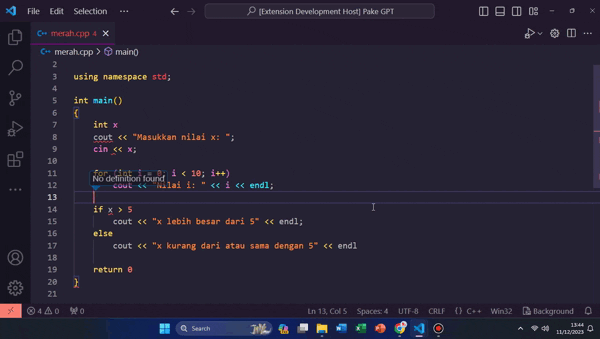 File Edit Selection ··· [Extension Development Host] Pake GPT
merah.cpp 4
merah.cpp > main()
2
3 using namespace std;
4
5 int main()
6 {
7 int x
8 cout << "Masukkan nilai x: ";
9 cin << x;
10
11 for (int i = 0; i < 10; i++)
No definition found
12 cout << "Nilai i: " << i << endl;
13
14 if x > 5
15 cout << "x lebih besar dari 5" << endl;
16 else
17 cout << "x kurang dari atau sama dengan 5" << endl
18
19 return 0
20 }
21
4 0 0 Ln 13, Col 5 Spaces: 4 UTF-8 CRLF {} C++ Win32 Background
Search 13:44
11/12/2023